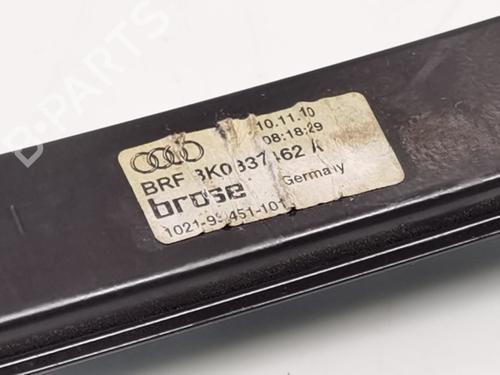 B-PARTS
10.11.10
08:18:29
BRF 8K0837462 A
brose
Germany
1021-99451-101